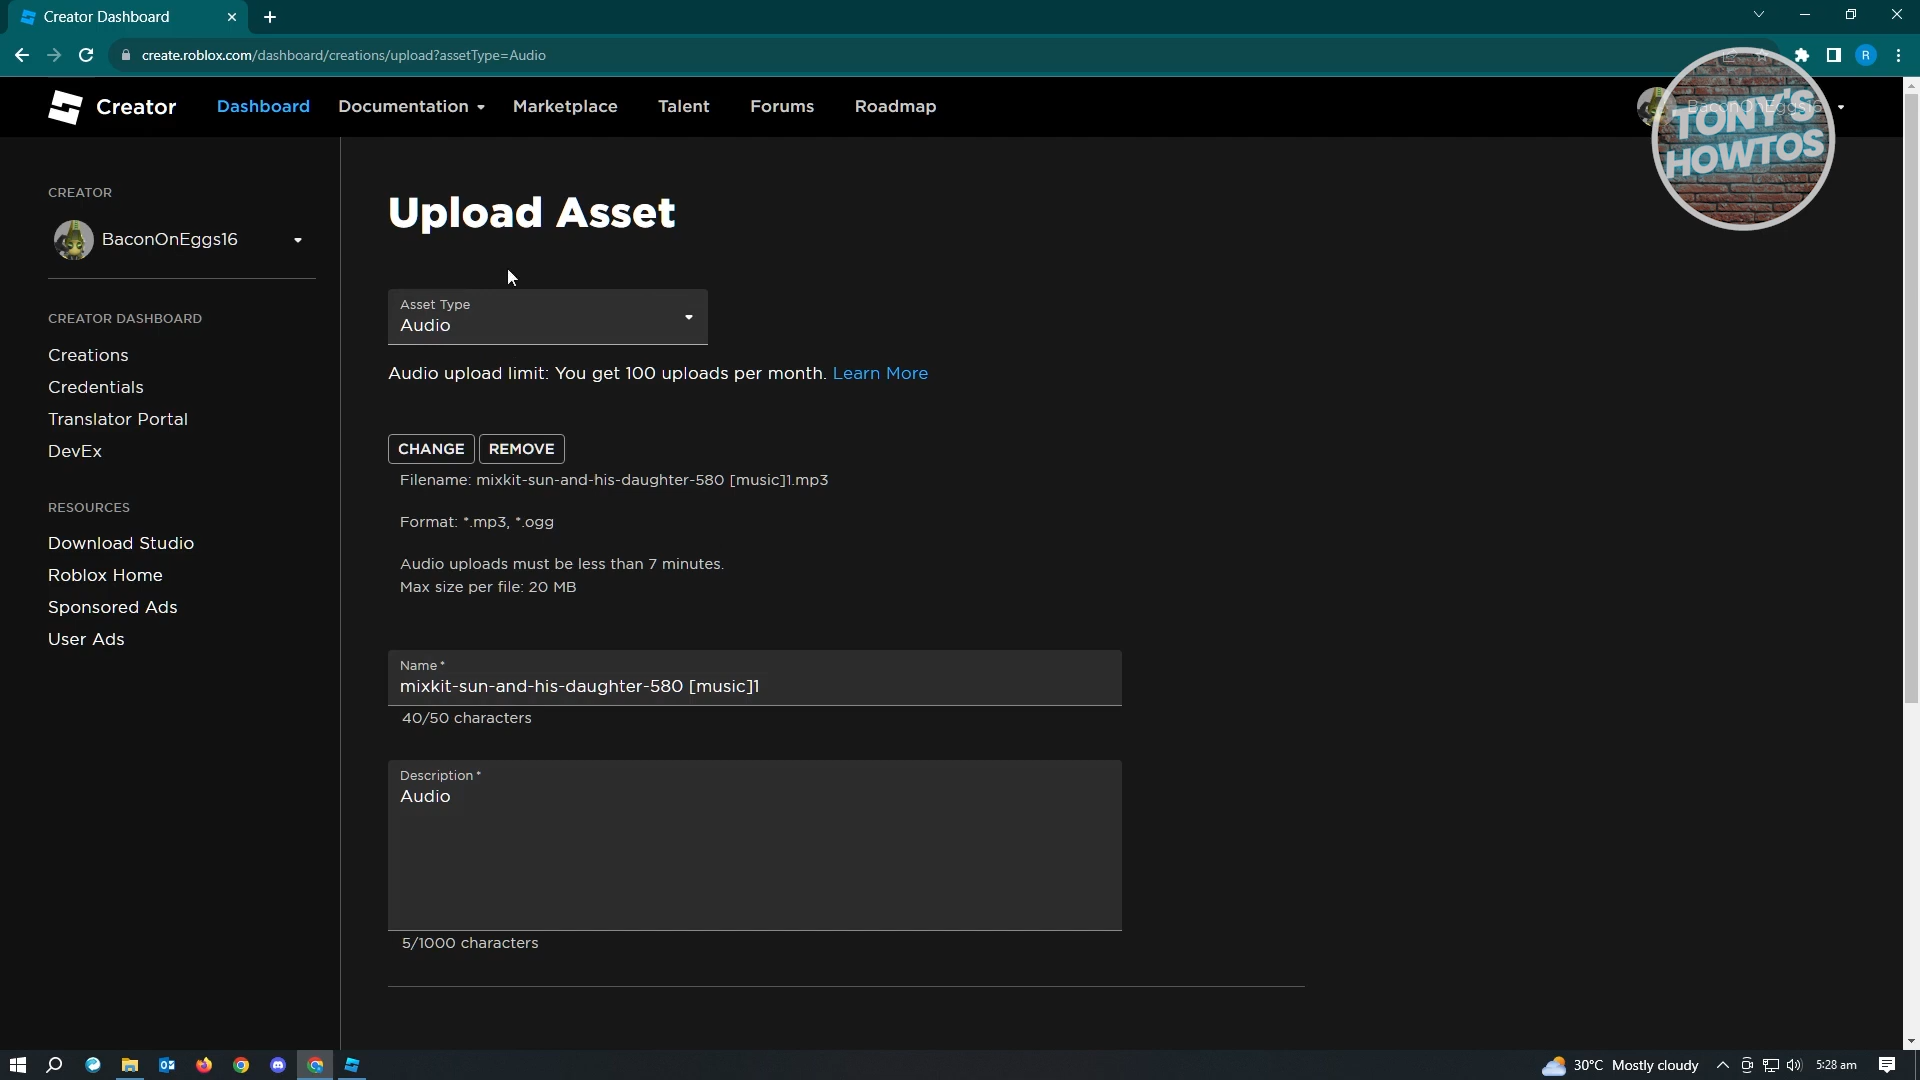 Creator Dashboard
create.roblox.com/dashboard/creations/upload?assetType=Audio
R
Creator
Dashboard
Documentation
Marketplace
Talent
Forums
Roadmap
BaconOnEggs16
TONY'S
HOWTOS
CREATOR
BaconOnEggs16
CREATOR DASHBOARD
Creations
Credentials
Translator Portal
DevEx
RESOURCES
Download Studio
Roblox Home
Sponsored Ads
User Ads
Upload Asset
Asset Type
Audio
Audio upload limit: You get 100 uploads per month. Learn More
CHANGE REMOVE
Filename: mixkit-sun-and-his-daughter-580 [music]1.mp3
Format: *.mp3, *.ogg
Audio uploads must be less than 7 minutes.
Max size per file: 20 MB
Name*
mixkit-sun-and-his-daughter-580 [music]1
40/50 characters
Description*
Audio
5/1000 characters
30°C Mostly cloudy
5:28 am